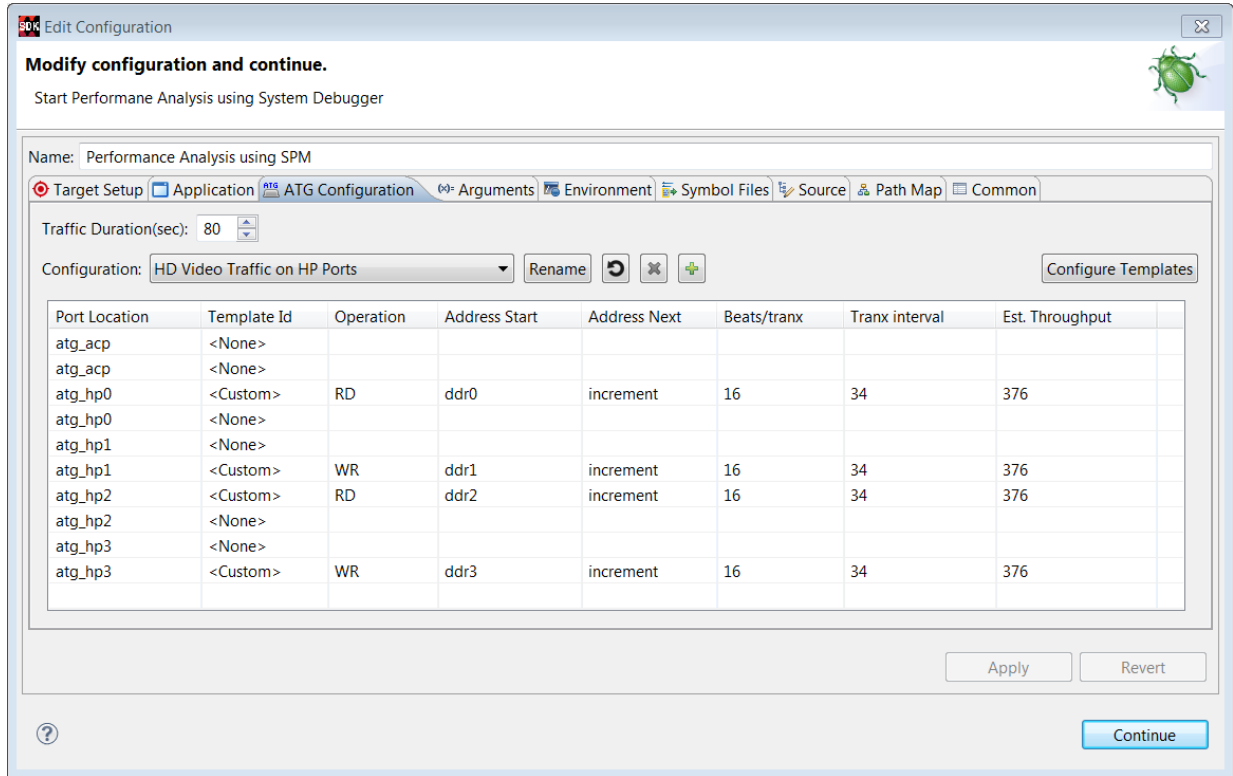 SDK Edit Configuration
Modify configuration and continue.
Start Performane Analysis using System Debugger
Name: Performance Analysis using SPM
Target Setup Application ATG ATG Configuration (x)= Arguments Environment Symbol Files Source Path Map Common
Traffic Duration(sec): 80
Configuration: HD Video Traffic on HP Ports Rename Configure Templates
Port Location Template Id Operation Address Start Address Next Beats/tranx Tranx interval Est. Throughput
atg_acp <None>
atg_acp <None>
atg_hp0 <Custom> RD ddr0 increment 16 34 376
atg_hp0 <None>
atg_hp1 <None>
atg_hp1 <Custom> WR ddr1 increment 16 34 376
atg_hp2 <Custom> RD ddr2 increment 16 34 376
atg_hp2 <None>
atg_hp3 <None>
atg_hp3 <Custom> WR ddr3 increment 16 34 376
Apply Revert
? Continue